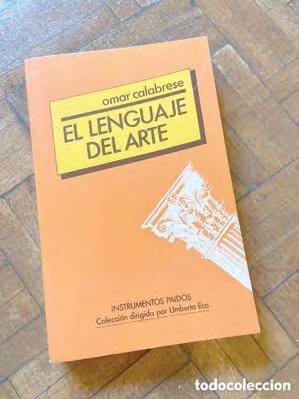 omar calabrese
EL LENGUAJE
DEL ARTE
INSTRUMENTOS PAIDOS
Colección dirigida por Umberto Eco
todocoleccion